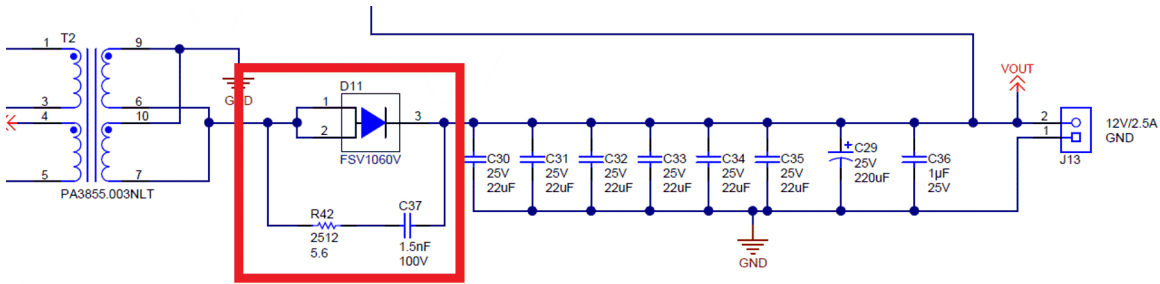 T2
1
3
4
5
9
6
10
7
PA3855.003NLT
GND
D11
1
2
3
FSV1060V
R42
2512
5.6
C37
1.5nF
100V
C30
25V
22uF
C31
25V
22uF
C32
25V
22uF
C33
25V
22uF
C34
25V
22uF
C35
25V
22uF
+
C29
25V
220uF
C36
1µF
25V
GND
VOUT
2
1
12V/2.5A
GND
J13